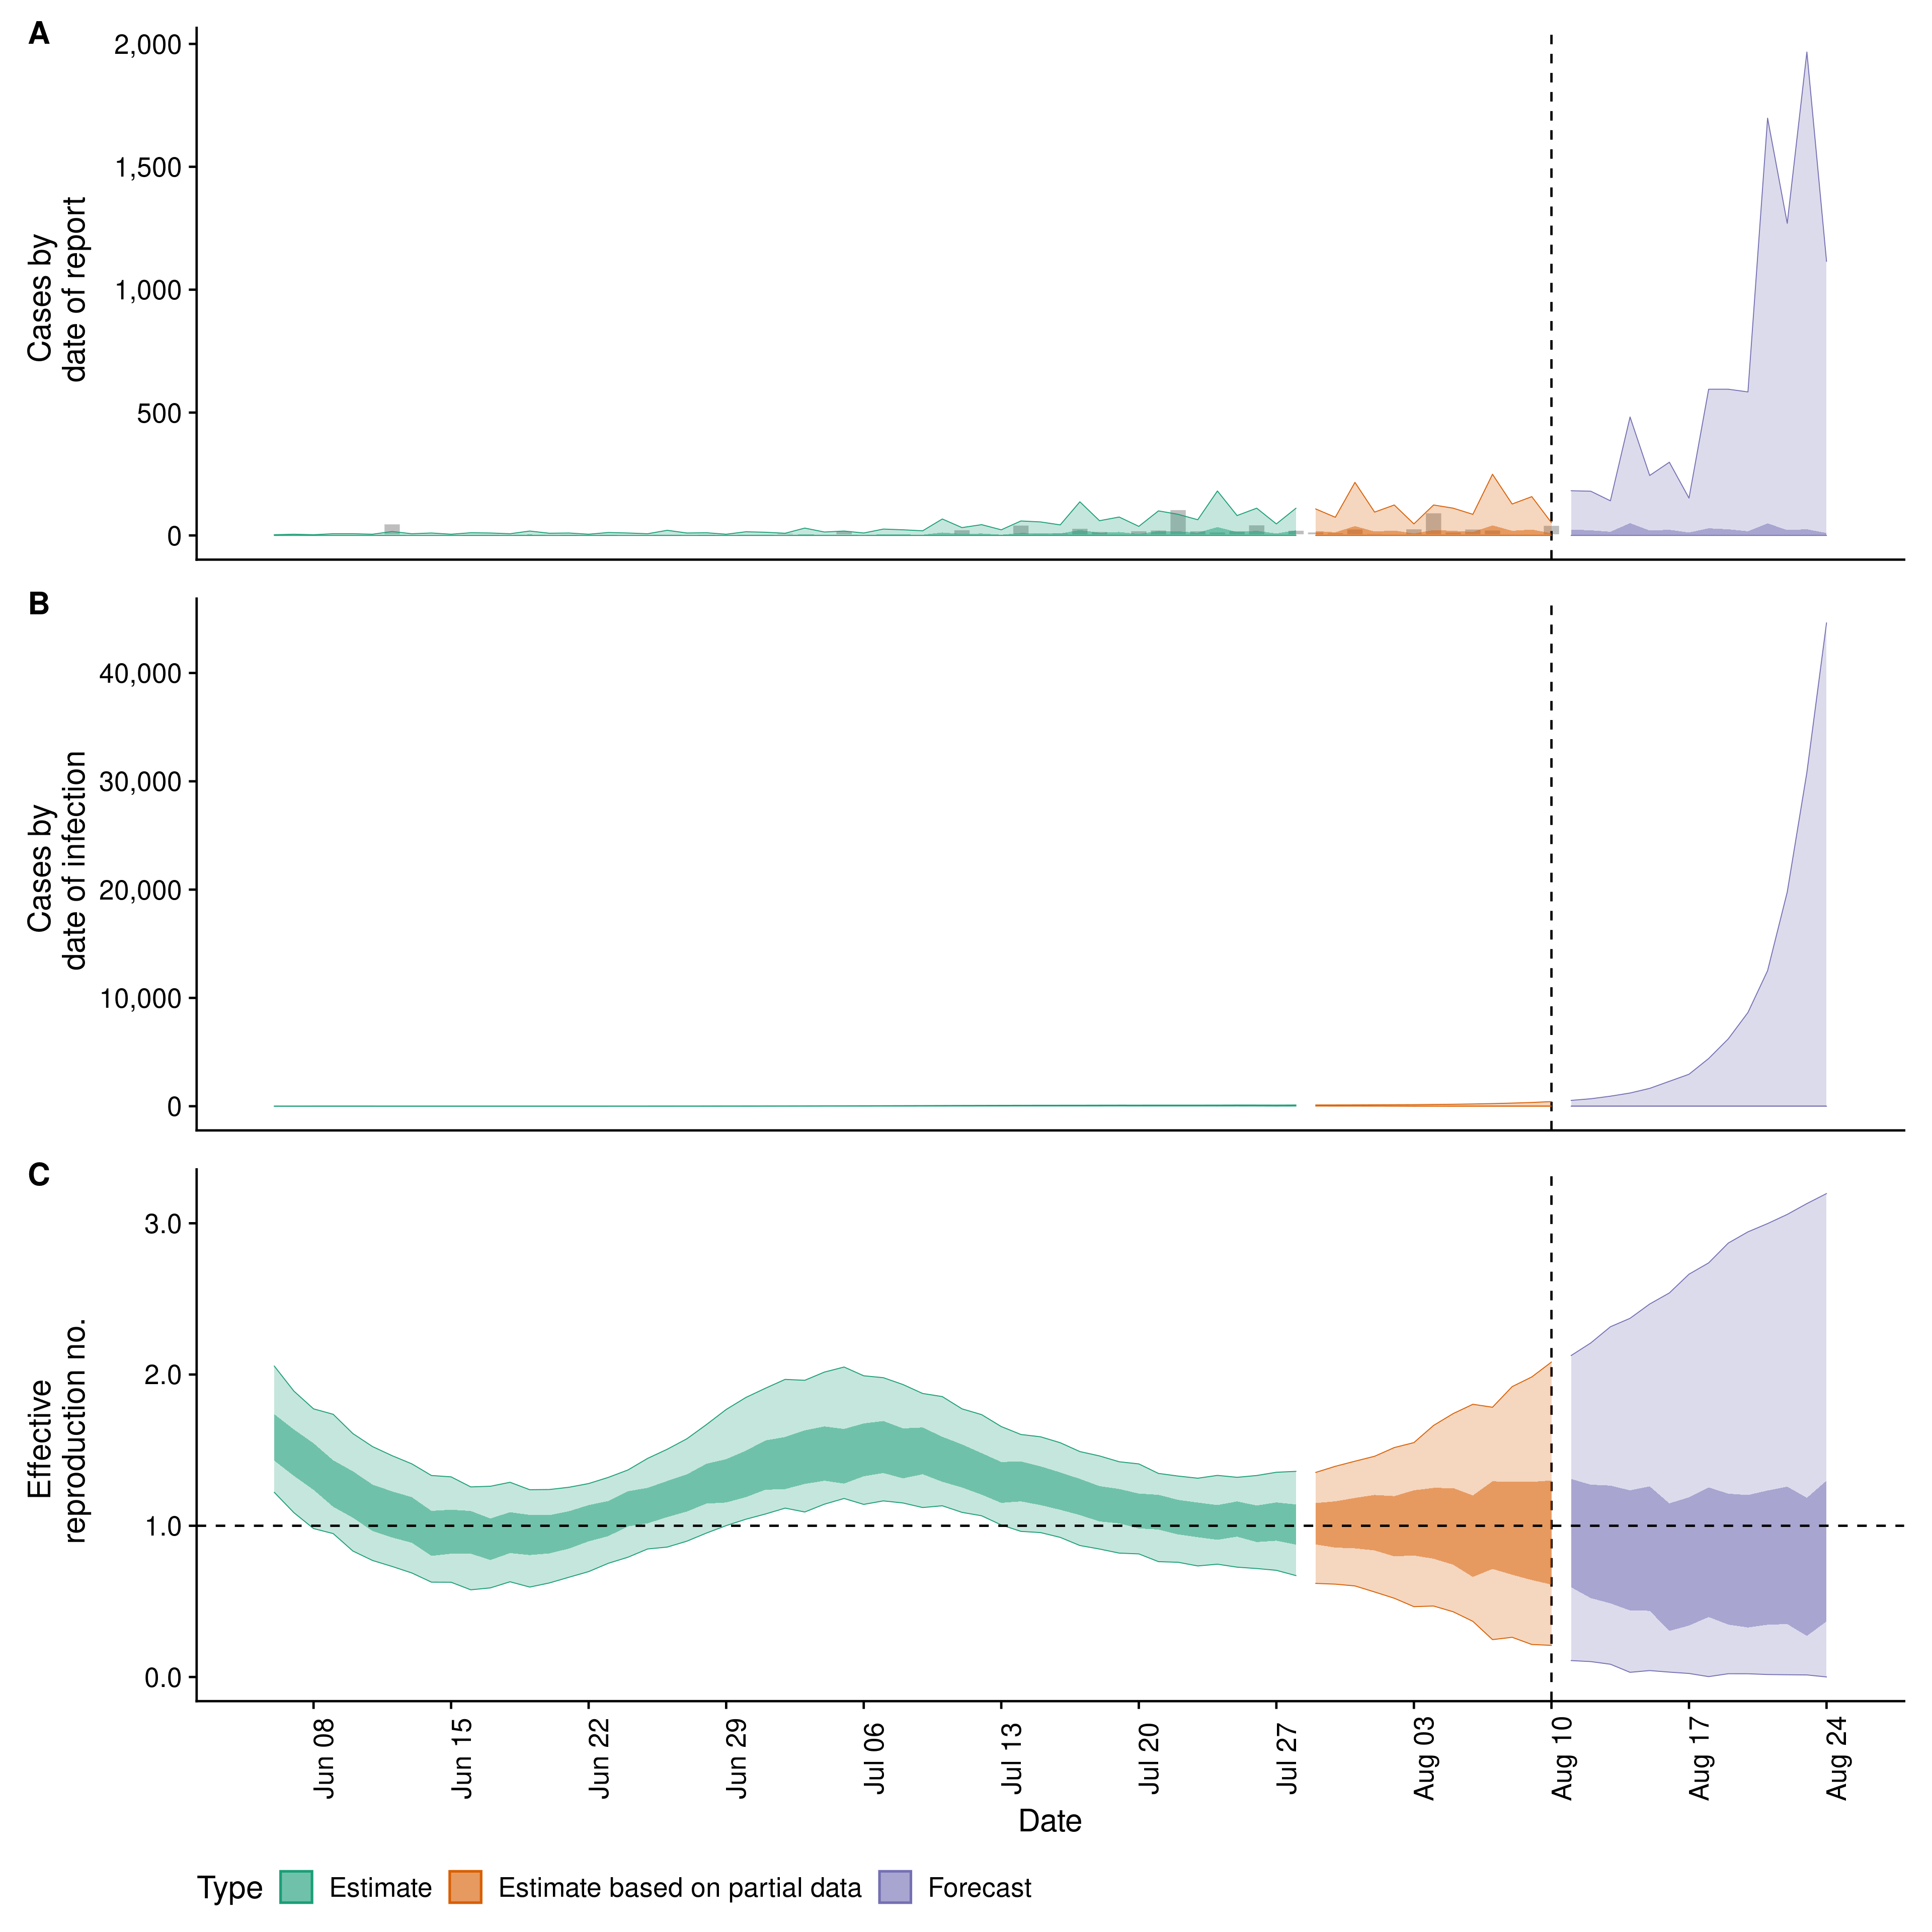 A
2,000
1,500
1,000
500
0
Cases by
date of report
B
40,000
30,000
20,000
10,000
0
Cases by
date of infection
C
3.0
2.0
1.0
0.0
Effective
reproduction no.
Jun 08
Jun 15
Jun 22
Jun 29
Jul 06
Jul 13
Jul 20
Jul 27
Aug 03
Aug 10
Aug 17
Aug 24
Date
Type Estimate Estimate based on partial data Forecast